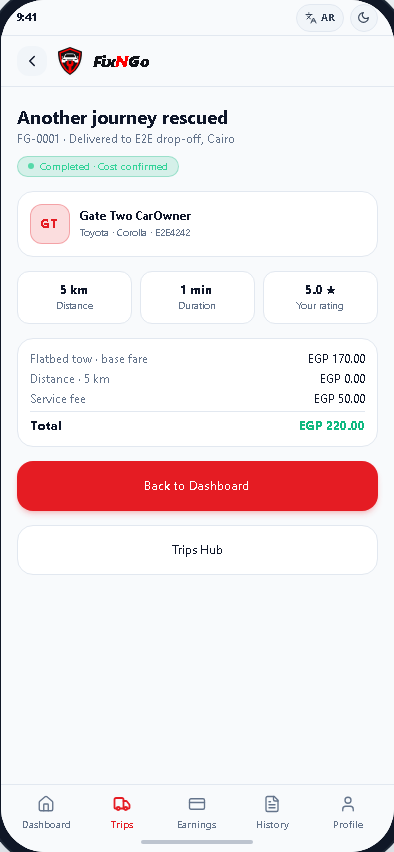 9:41
AR
FixNGo
Another journey rescued
FG-0001 · Delivered to E2E drop-off, Cairo
Completed · Cost confirmed
GT
Gate Two CarOwner
Toyota · Corolla · E2E4242
5 km
Distance
1 min
Duration
5.0 ★
Your rating
Flatbed tow · base fare EGP 170.00
Distance · 5 km EGP 0.00
Service fee EGP 50.00
Total EGP 220.00
Back to Dashboard
Trips Hub
Dashboard Trips Earnings History Profile